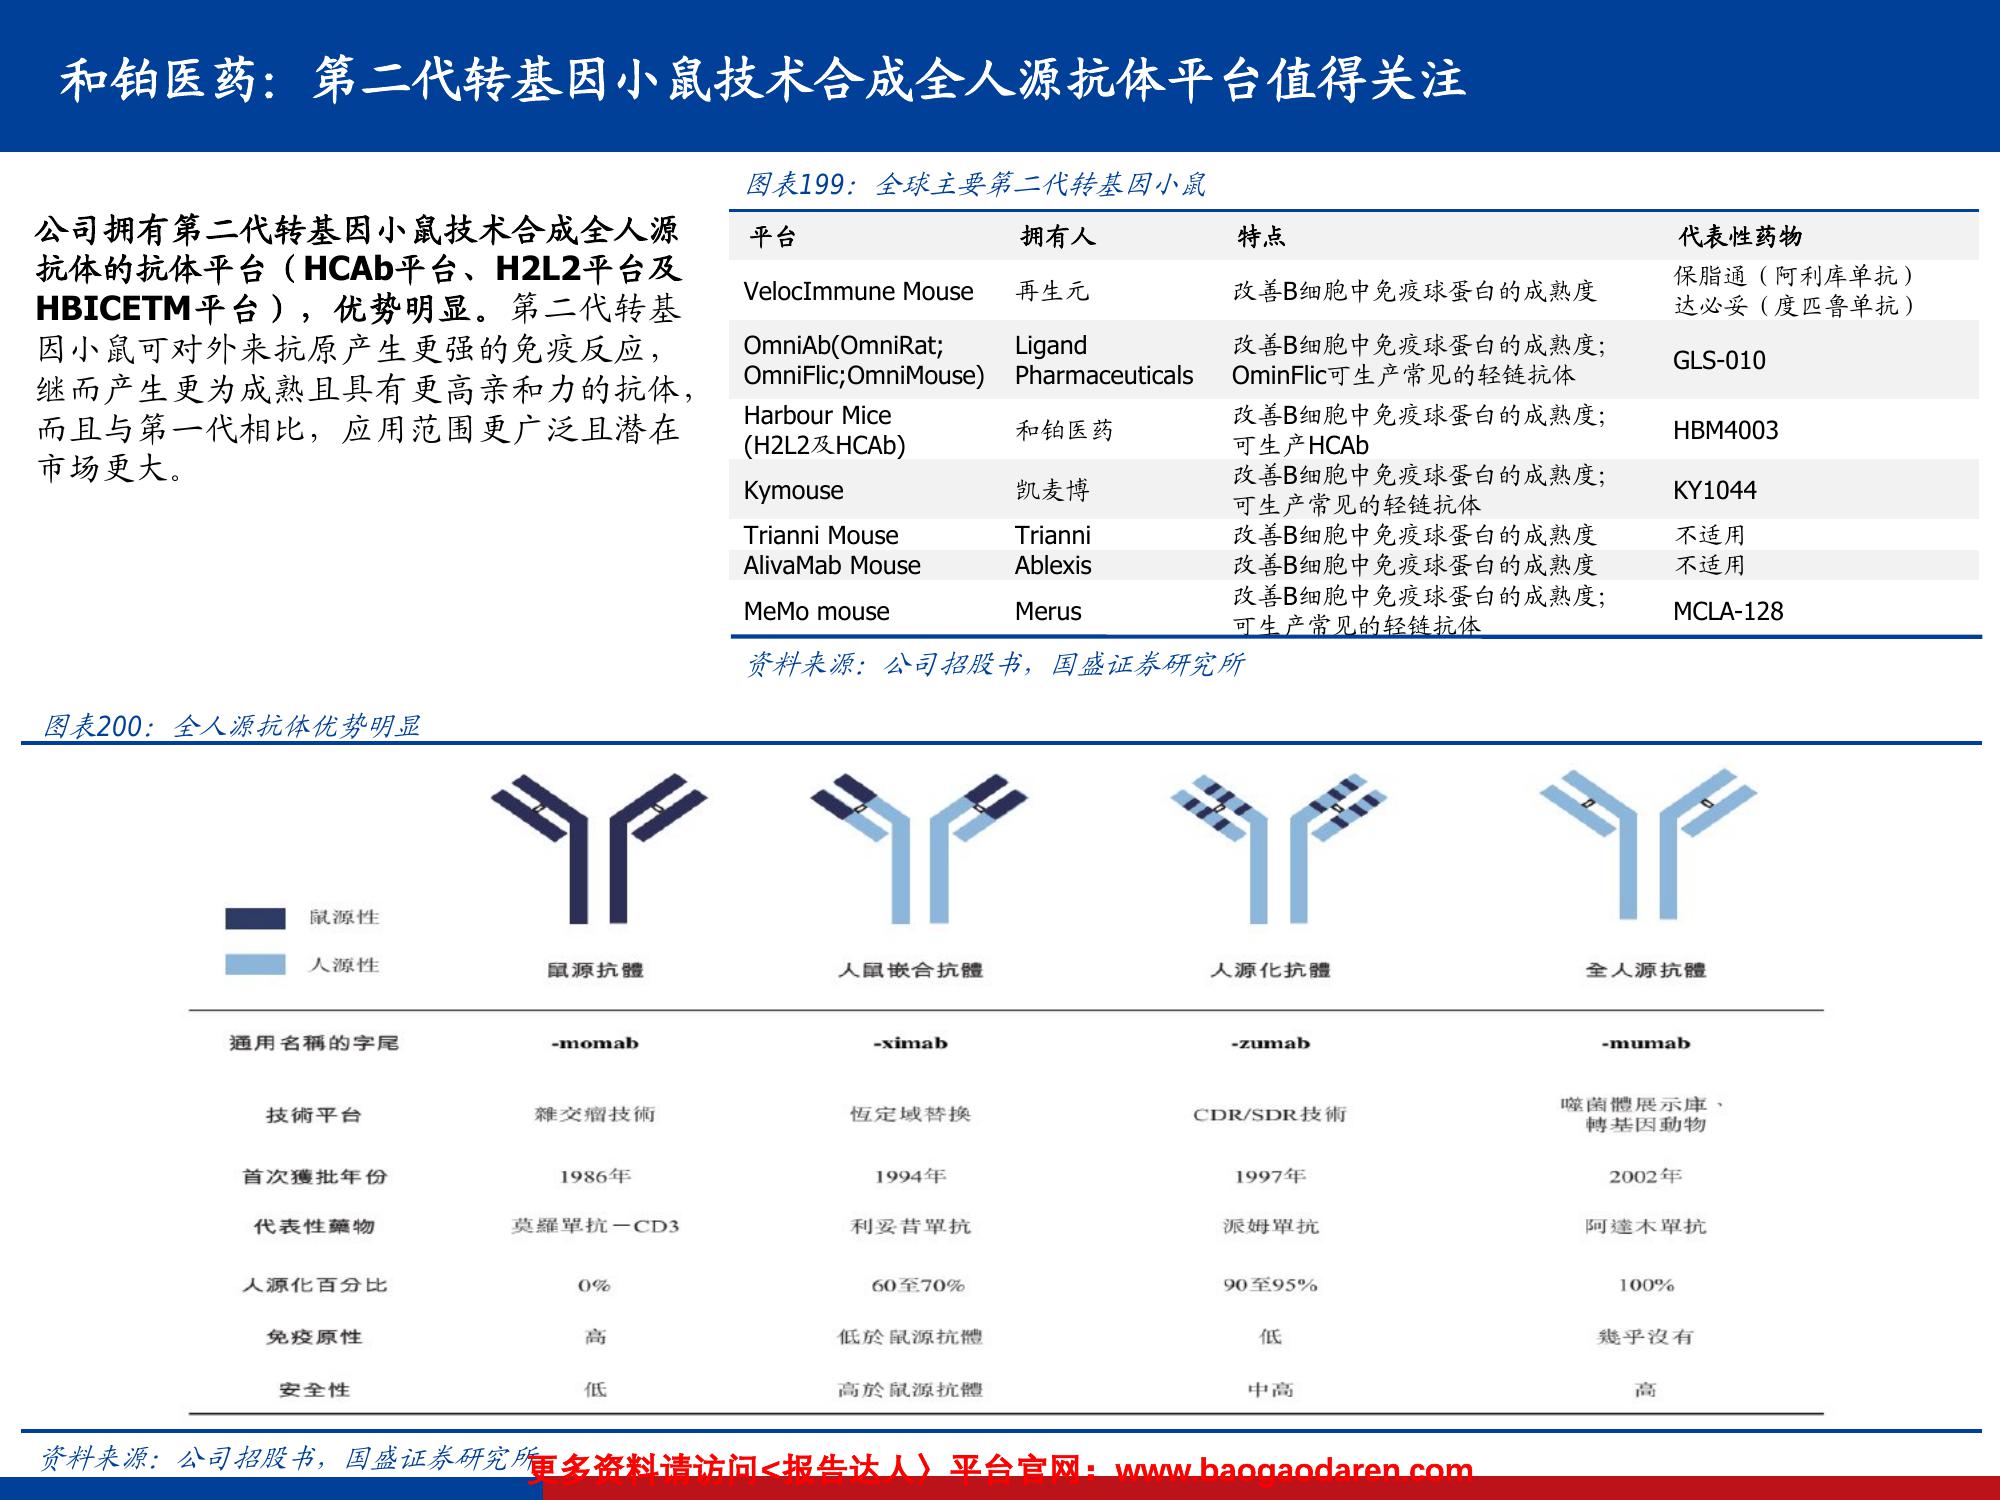 和铂医药：第二代转基因小鼠技术合成全人源抗体平台值得关注
公司拥有第二代转基因小鼠技术合成全人源
抗体的抗体平台（HCAb平台、H2L2平台及
HBICETM平台），优势明显。第二代转基
因小鼠可对外来抗原产生更强的免疫反应，
继而产生更为成熟且具有更高亲和力的抗体，
而且与第一代相比，应用范围更广泛且潜在
市场更大。
图表199：全球主要第二代转基因小鼠
平台 拥有人 特点 代表性药物
VelocImmune Mouse 再生元 改善B细胞中免疫球蛋白的成熟度 保脂通（阿利库单抗）
达必妥（度匹鲁单抗）
OmniAb(OmniRat; Ligand 改善B细胞中免疫球蛋白的成熟度；
OmniFlic;OmniMouse) Pharmaceuticals OminFlic可生产常见的轻链抗体 GLS-010
Harbour Mice 改善B细胞中免疫球蛋白的成熟度；
(H2L2及HCAb) 和铂医药 可生产HCAb HBM4003
Kymouse 凯麦博 改善B细胞中免疫球蛋白的成熟度；
可生产常见的轻链抗体 KY1044
Trianni Mouse Trianni 改善B细胞中免疫球蛋白的成熟度 不适用
AlivaMab Mouse Ablexis 改善B细胞中免疫球蛋白的成熟度 不适用
MeMo mouse Merus 改善B细胞中免疫球蛋白的成熟度；
可生产常见的轻链抗体 MCLA-128
资料来源：公司招股书，国盛证券研究所
图表200：全人源抗体优势明显
鼠源性
人源性
鼠源抗體 人鼠嵌合抗體 人源化抗體 全人源抗體
通用名稱的字尾 -momab -ximab -zumab -mumab
技術平台 雜交瘤技術 恆定域替換 CDR/SDR技術 噬菌體展示庫、
轉基因動物
首次獲批年份 1986年 1994年 1997年 2002年
代表性藥物 莫羅單抗－CD3 利妥昔單抗 派姆單抗 阿達木單抗
人源化百分比 0% 60至70% 90至95% 100%
免疫原性 高 低於鼠源抗體 低 幾乎沒有
安全性 低 高於鼠源抗體 中高 高
资料来源：公司招股书，国盛证券研究所
更多资料请访问<报告达人〉平台官网：www.baogaodaren.com